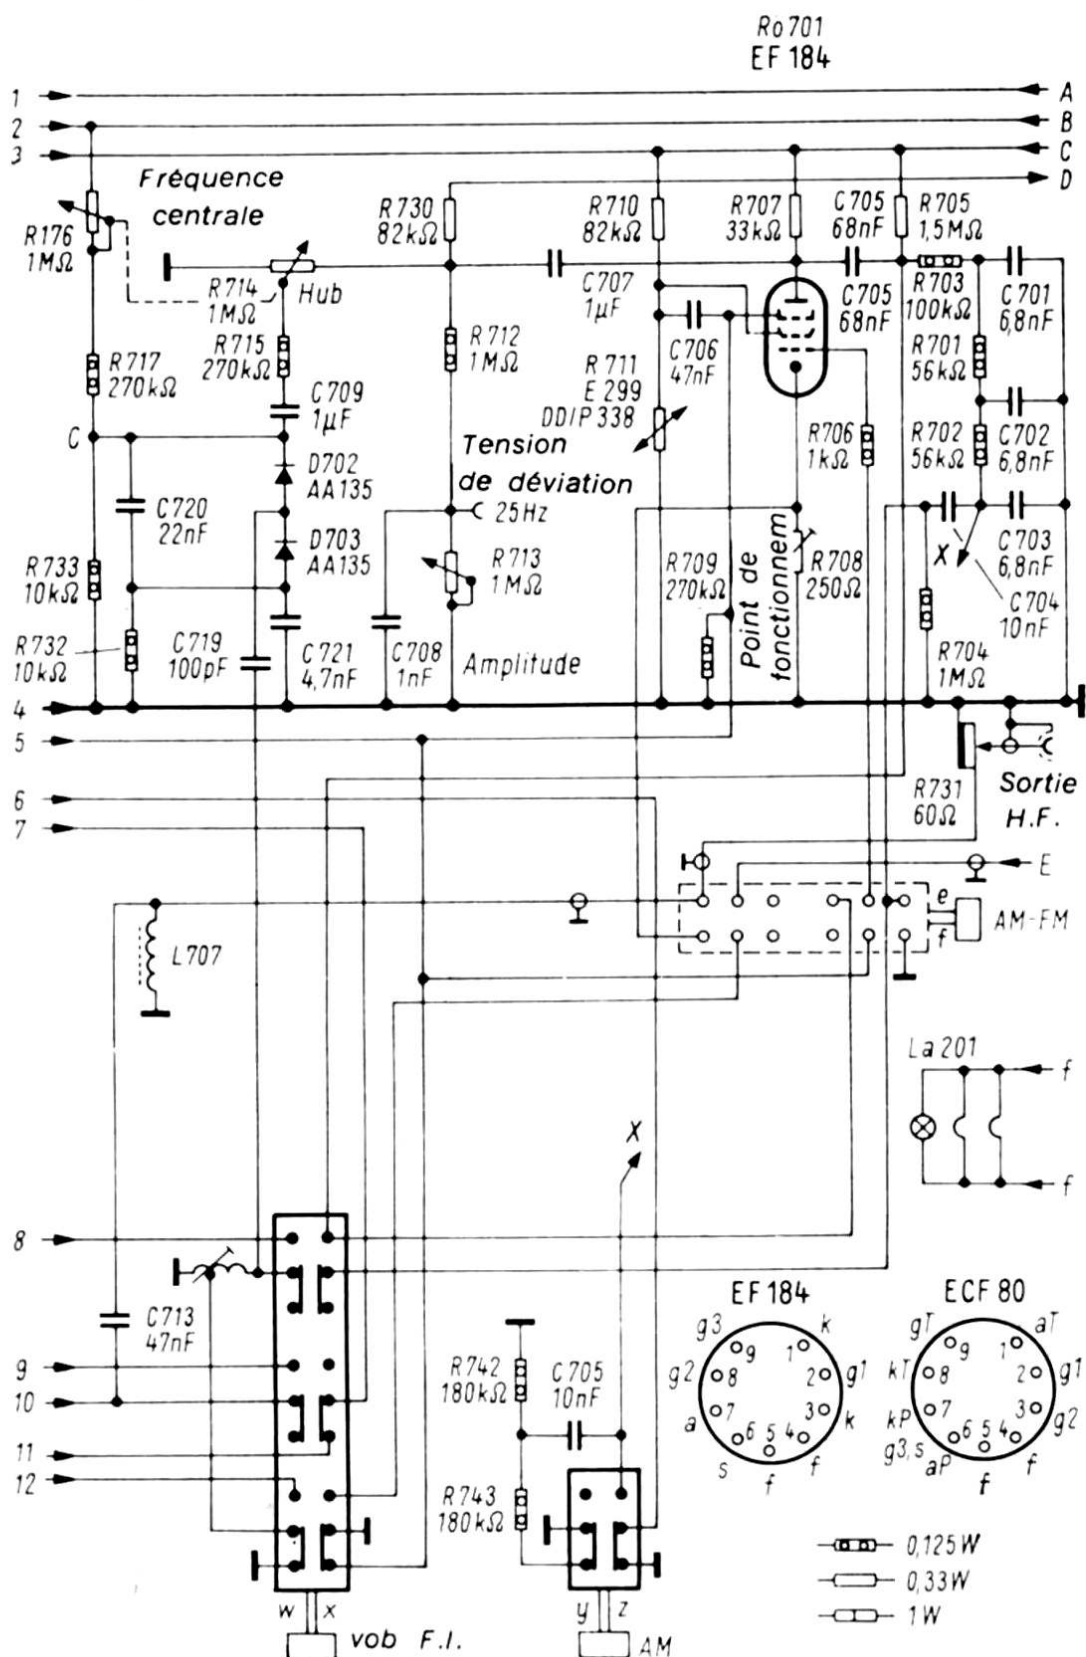 Ro701
EF 184
1
A
2
B
3
C
D
Fréquence
centrale
R176
1MΩ
R714
1MΩ
Hub
R730
82kΩ
R710
82kΩ
R707
33kΩ
C705
68nF
R705
1,5MΩ
C707
1µF
C705
68nF
R703
100kΩ
C701
6,8nF
R717
270kΩ
R715
270kΩ
R712
1MΩ
C706
47nF
R701
56kΩ
C709
1µF
R711
E 299
DD/P 338
R706
1kΩ
R702
56kΩ
C702
6,8nF
C
D702
AA135
Tension
de déviation
25Hz
C720
22nF
D703
AA135
R713
1MΩ
R709
270kΩ
Point de
fonctionnem
R708
250Ω
X
C703
6,8nF
C704
10nF
R733
10kΩ
R732
10kΩ
C719
100pF
C721
4,7nF
C708
1nF
Amplitude
R704
1MΩ
4
5
6
7
R731
60Ω
Sortie
H.F.
E
e
f
AM-FM
L707
La 201
f
f
X
8
C713
47nF
9
10
11
12
w
x
vob F.I.
R742
180kΩ
C705
10nF
R743
180kΩ
y
z
AM
EF 184
g3
k
9
1
g2
8
2
g1
a
7
3
k
6
5
4
s
f
f
ECF 80
gT
aT
9
1
kT
8
2
g1
kP
7
3
g2
g3,s
6
5
4
aP
f
f
0,125W
0,33W
1W